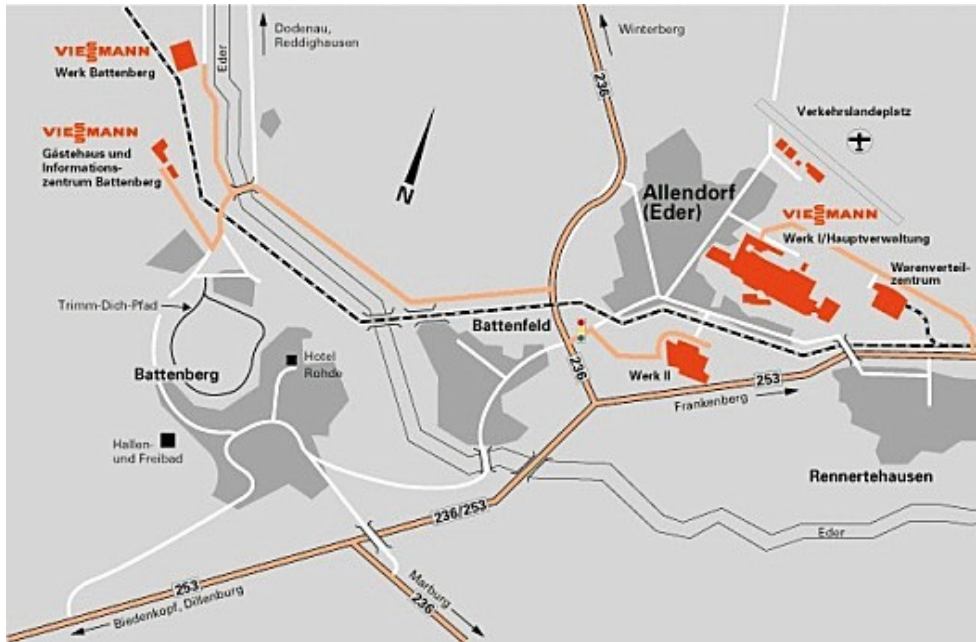 Dodenau,
Reddighausen
Eder
Winterberg
236
VIESSMANN
Werk Battenberg
VIESSMANN
Gästehaus und
Informations-
zentrum Battenberg
N
Verkehrslandeplatz
Allendorf
(Eder)
VIESSMANN
Werk I/Hauptverwaltung
Warenverteil-
zentrum
Trimm-Dich-Pfad
Battenfeld
Battenberg
Hotel
Rohde
236
Werk II
253
Frankenberg
Hallen-
und Freibad
Rennertehausen
236/253
Eder
253
Biedenkopf, Dillenburg
Marburg
236